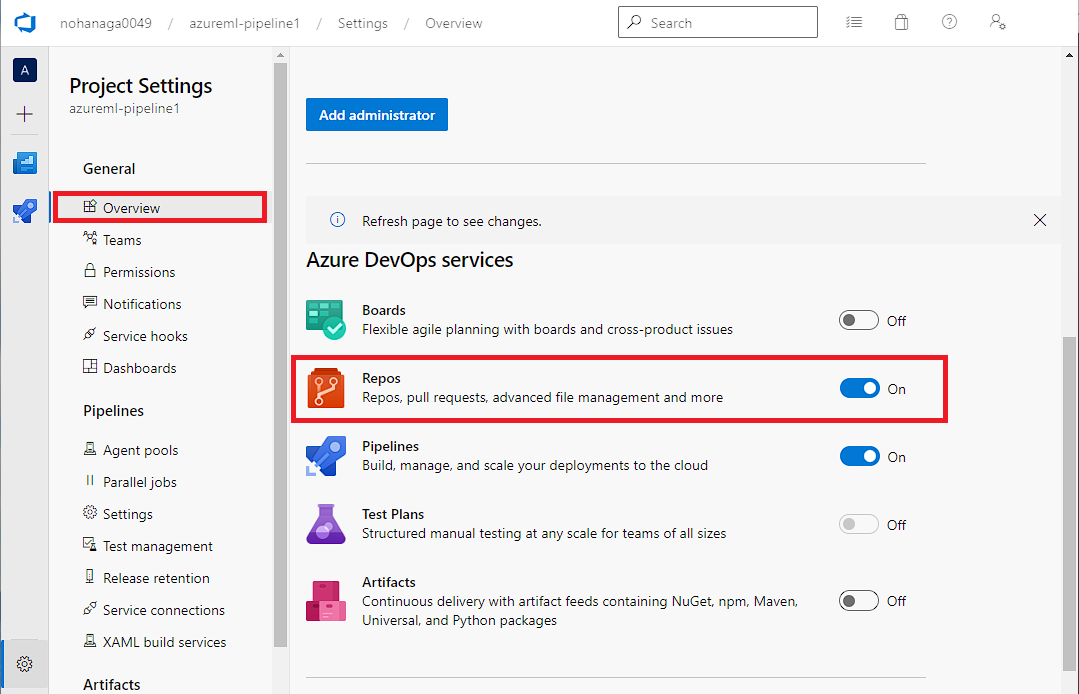 nohanaga0049 / azureml-pipeline1 / Settings / Overview
Search
A
Project Settings
azureml-pipeline1
General
Overview
Teams
Permissions
Notifications
Service hooks
Dashboards
Pipelines
Agent pools
Parallel jobs
Settings
Test management
Release retention
Service connections
XAML build services
Artifacts
Add administrator
Refresh page to see changes.
Azure DevOps services
Boards
Flexible agile planning with boards and cross-product issues
Off
Repos
Repos, pull requests, advanced file management and more
On
Pipelines
Build, manage, and scale your deployments to the cloud
On
Test Plans
Structured manual testing at any scale for teams of all sizes
Off
Artifacts
Continuous delivery with artifact feeds containing NuGet, npm, Maven,
Universal, and Python packages
Off